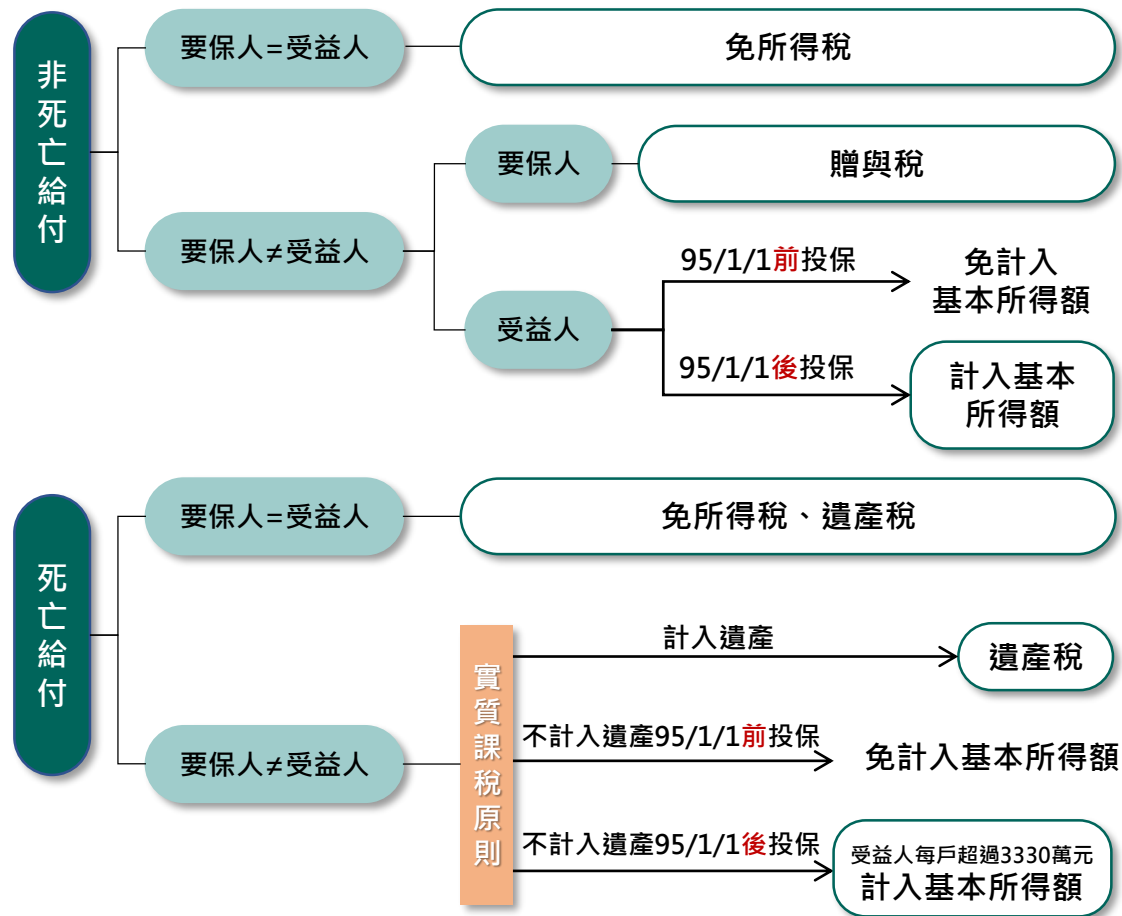 非死亡給付
要保人=受益人
免所得稅
要保人≠受益人
要保人
贈與稅
受益人
95/1/1前投保
免計入
基本所得額
95/1/1後投保
計入基本
所得額
死亡給付
要保人=受益人
免所得稅、遺產稅
要保人≠受益人
實質課稅原則
計入遺產
遺產稅
不計入遺產95/1/1前投保
免計入基本所得額
不計入遺產95/1/1後投保
受益人每戶超過3330萬元
計入基本所得額